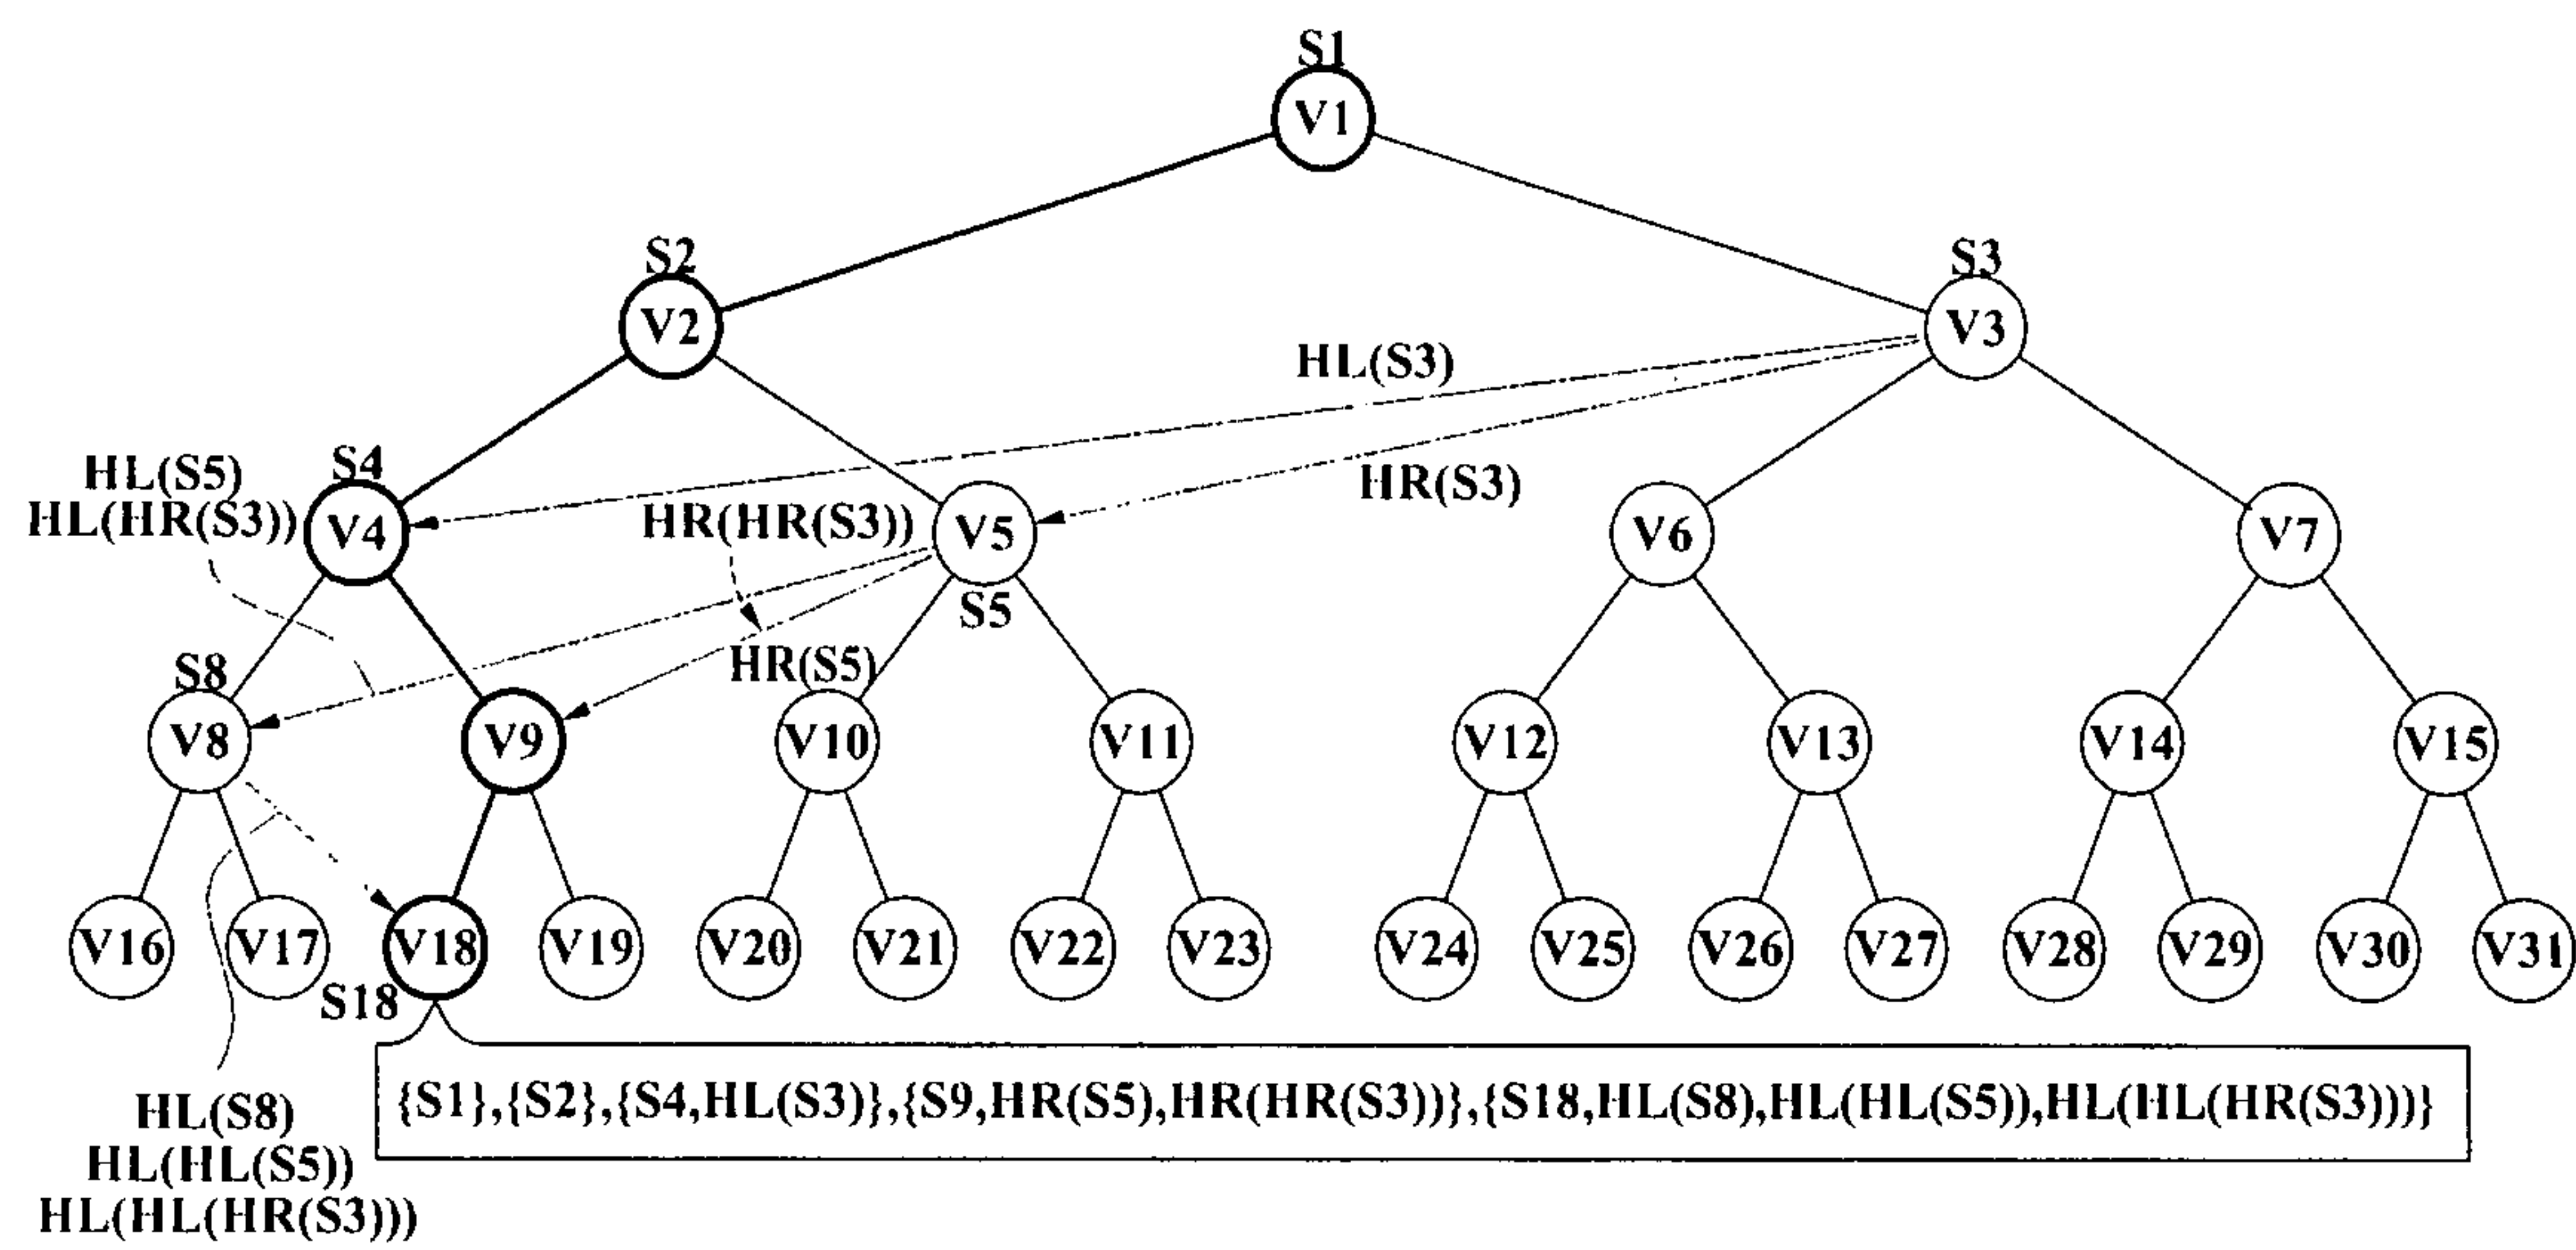 S1
V1
S2
V2
S3
V3
HL(S3)
HR(S3)
HL(S5)
HL(HR(S3))
S4
V4
HR(HR(S3))
V5
S5
V6
V7
HR(S5)
S8
V8
V9
V10
V11
V12
V13
V14
V15
V16
V17
V18
V19
V20
V21
V22
V23
V24
V25
V26
V27
V28
V29
V30
V31
S18
{S1},{S2},{S4,HL(S3)},{S9,HR(S5),HR(HR(S3))},{S18,HL(S8),HL(HL(S5)),HL(HL(HR(S3)))}
HL(S8)
HL(HL(S5))
HL(HL(HR(S3)))